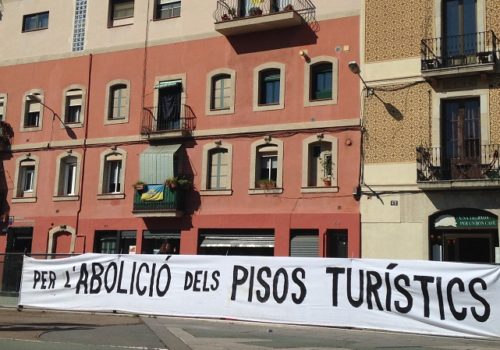 PER L'ABOLICIÓ DELS PISOS TURÍSTICS